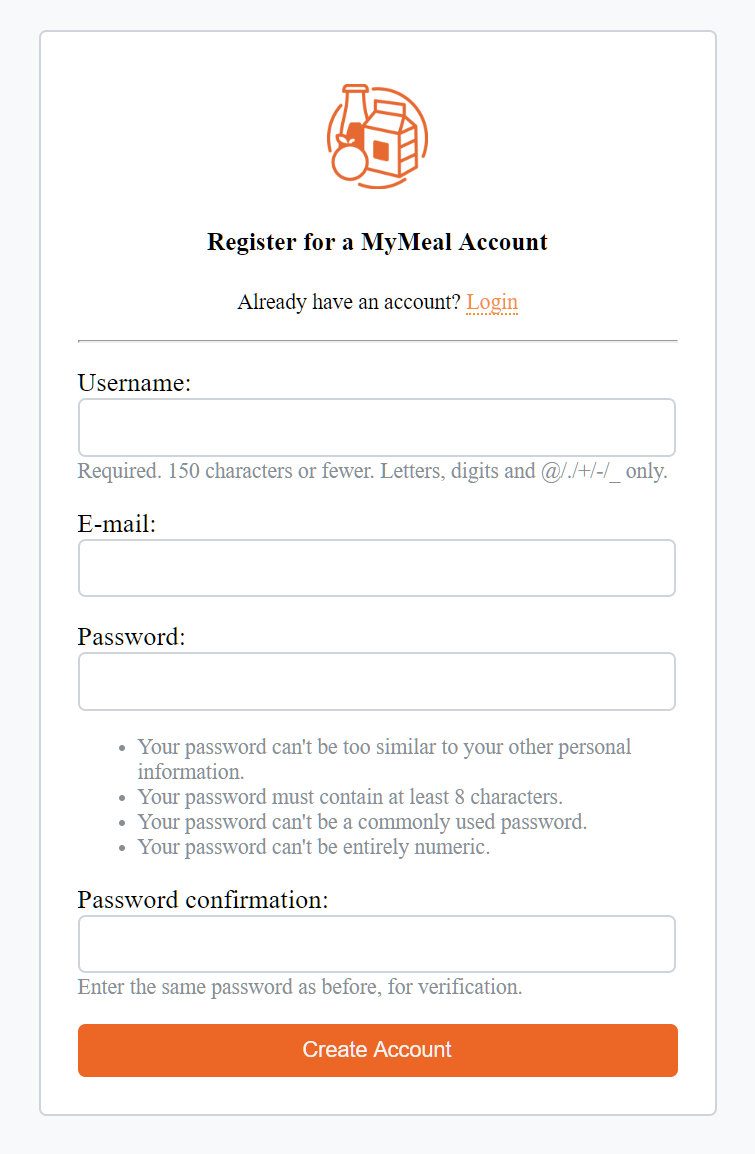 Register for a MyMeal Account
Already have an account? Login
Username:
Required. 150 characters or fewer. Letters, digits and @/./+/-/_ only.
E-mail:
Password:
• Your password can't be too similar to your other personal
information.
• Your password must contain at least 8 characters.
• Your password can't be a commonly used password.
• Your password can't be entirely numeric.
Password confirmation:
Enter the same password as before, for verification.
Create Account